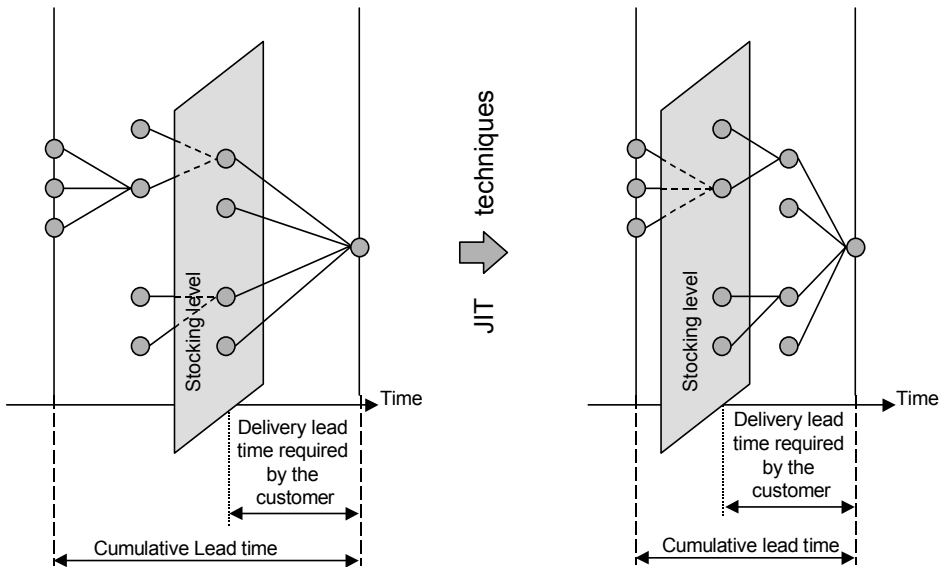 Stocking level
Time
Delivery lead
time required
by the
customer
Cumulative Lead time
JIT techniques
Stocking level
Time
Delivery lead
time required
by the
customer
Cumulative lead time